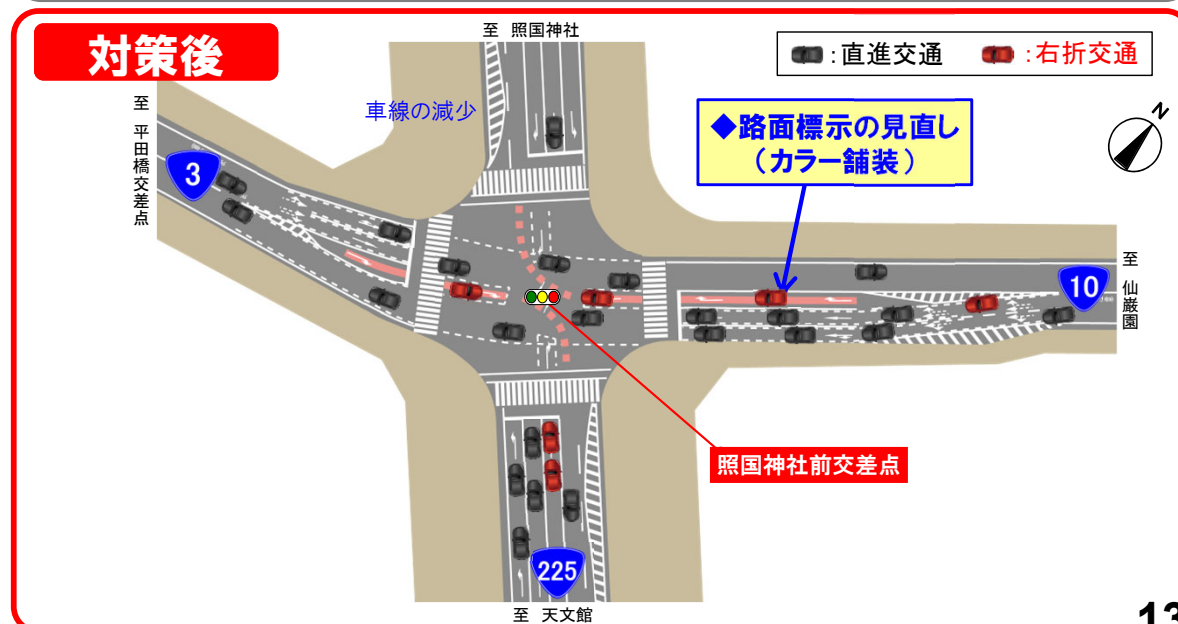 対策後
至 照国神社
:直進交通
:右折交通
至 平田橋交差点
車線の減少
◆路面標示の見直し
（カラー舗装）
N
3
至 仙巌園
10
照国神社前交差点
225
至 天文館
13